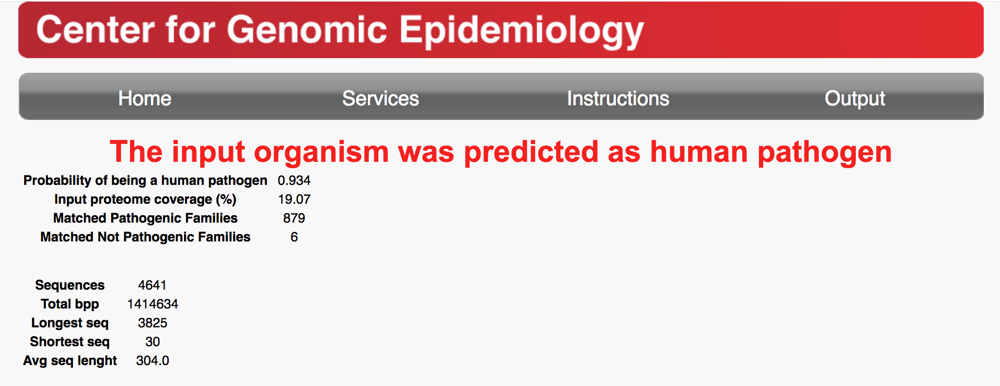 Center for Genomic Epidemiology
Home Services Instructions Output
The input organism was predicted as human pathogen
Probability of being a human pathogen 0.934
Input proteome coverage (%) 19.07
Matched Pathogenic Families 879
Matched Not Pathogenic Families 6
Sequences 4641
Total bpp 1414634
Longest seq 3825
Shortest seq 30
Avg seq lenght 304.0